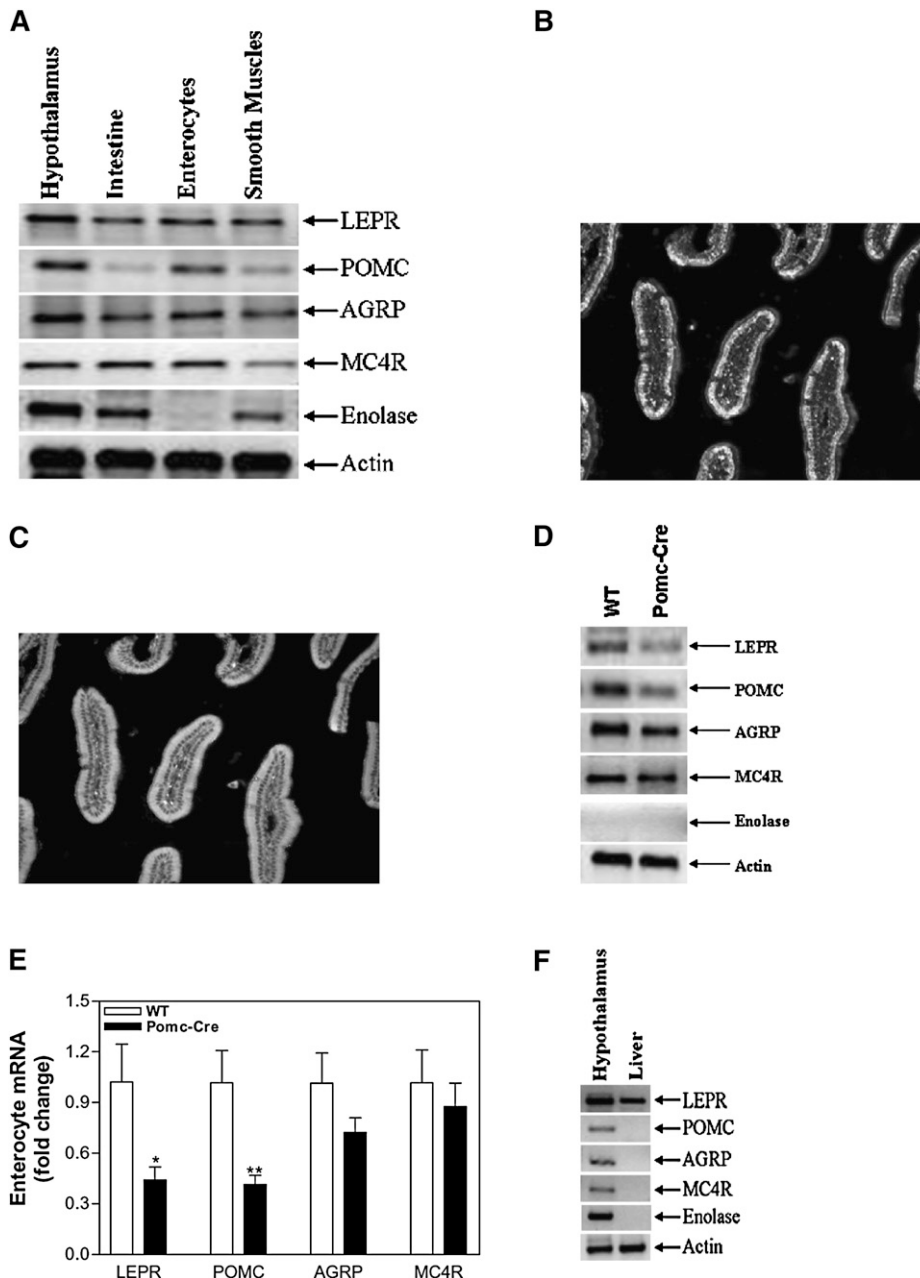 A
B
Hypothalamus
Intestine
Enterocytes
Smooth Muscles
LEPR
POMC
AGRP
MC4R
Enolase
Actin
C
D
WT
Pomc-Cre
LEPR
POMC
AGRP
MC4R
Enolase
Actin
E
F
Enterocyte mRNA
(fold change)
1.5
1.2
0.9
0.6
0.3
0.0
WT
Pomc-Cre
*
**
LEPR
POMC
AGRP
MC4R
Hypothalamus
Liver
LEPR
POMC
AGRP
MC4R
Enolase
Actin